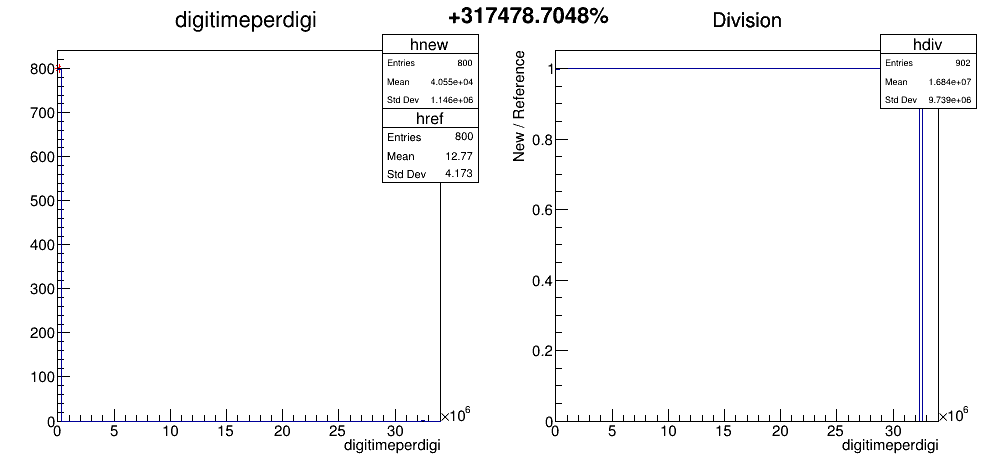 +317478.7048%
digitimeperdigi
hnew
Entries 800
Mean 4.055e+04
Std Dev 1.146e+06
href
Entries 800
Mean 12.77
Std Dev 4.173
800
700
600
500
400
300
200
100
0
0 5 10 15 20 25 30
×10⁶
digitimeperdigi
Division
hdiv
Entries 902
Mean 1.684e+07
Std Dev 9.739e+06
New / Reference
1
0.8
0.6
0.4
0.2
0
0 5 10 15 20 25 30
×10⁶
digitimeperdigi